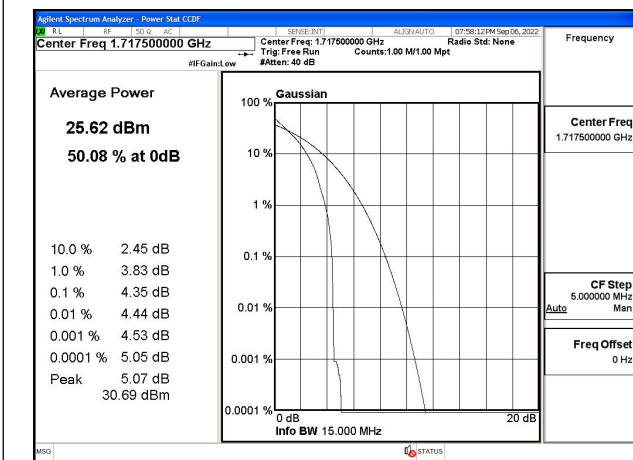 Agilent Spectrum Analyzer - Power Stat CCDF
LXI RL RF 50 Ω AC SENSE:INT ALIGN AUTO 07:58:12 PM Sep 06, 2022
Center Freq 1.717500000 GHz
Center Freq: 1.717500000 GHz Radio Std: None
Trig: Free Run Counts:1.00 M/1.00 Mpt
#IFGain:Low #Atten: 40 dB
Average Power
25.62 dBm
50.08 % at 0dB
10.0 % 2.45 dB
1.0 % 3.83 dB
0.1 % 4.35 dB
0.01 % 4.44 dB
0.001 % 4.53 dB
0.0001 % 5.05 dB
Peak 5.07 dB
30.69 dBm
Gaussian
100 %
10 %
1 %
0.1 %
0.01 %
0.001 %
0.0001 %
0 dB 20 dB
Info BW 15.000 MHz
Frequency
Center Freq
1.717500000 GHz
CF Step
5.000000 MHz
Auto Man
Freq Offset
0 Hz
MSG STATUS